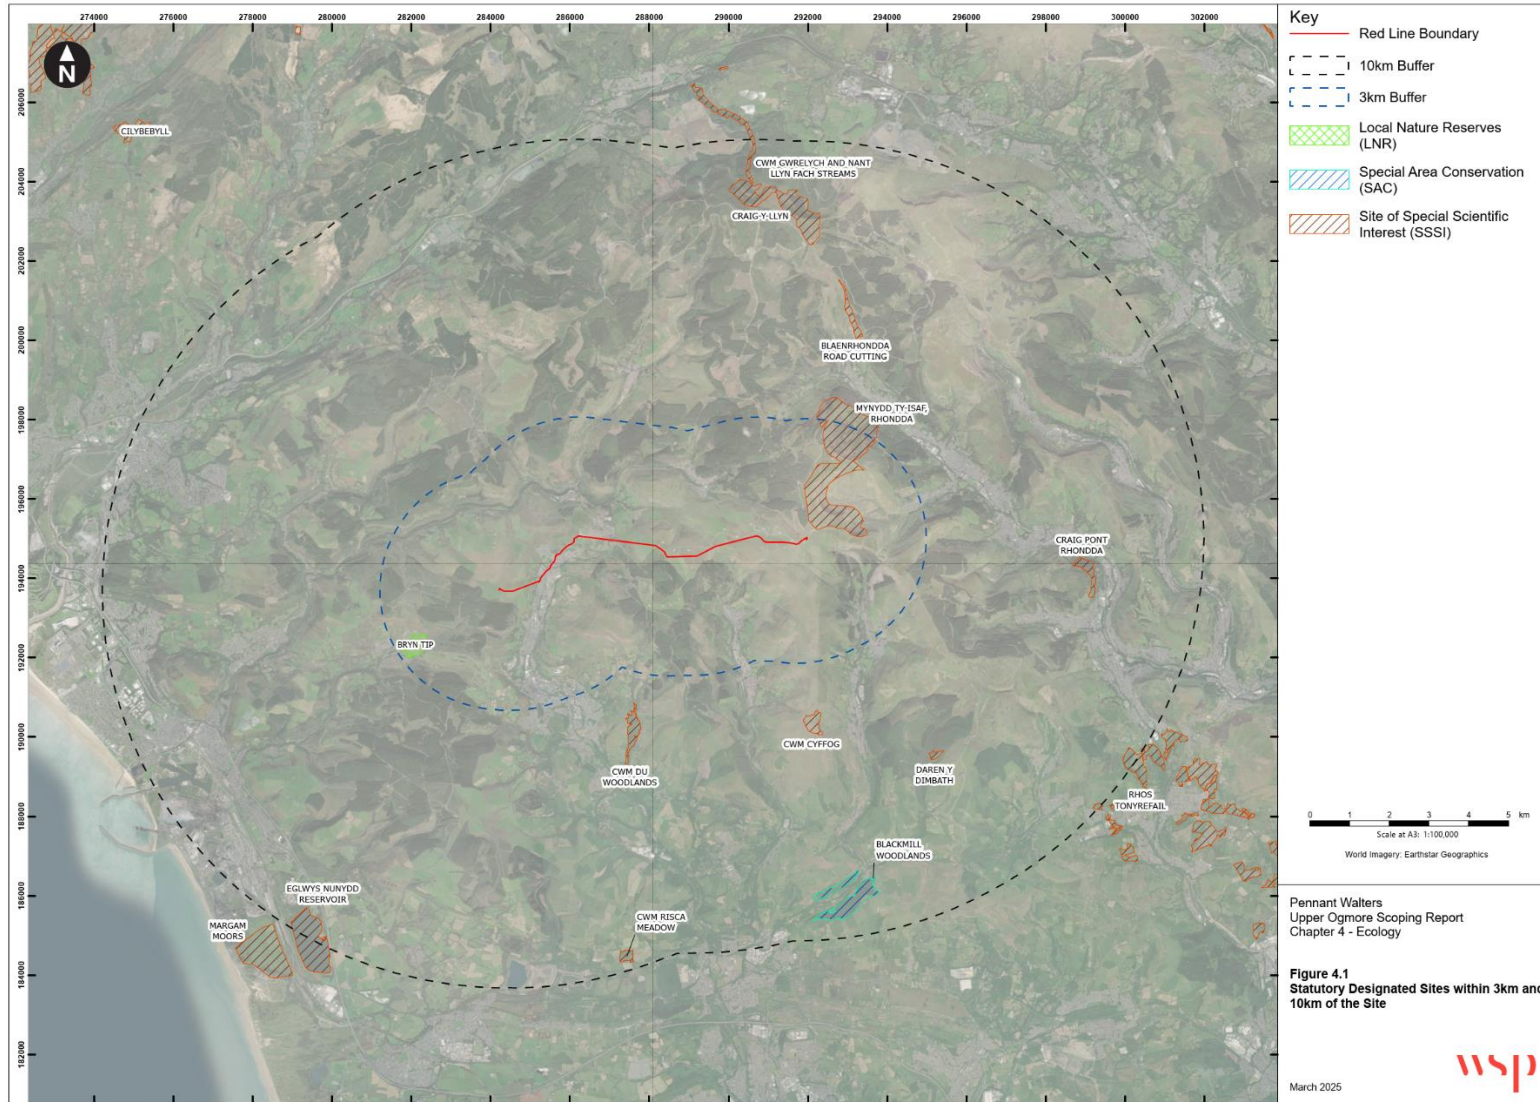 274000 276000 278000 280000 282000 284000 286000 288000 290000 292000 294000 296000 298000 300000 302000
206000
204000
202000
200000
198000
196000
194000
192000
190000
188000
186000
184000
182000
N
CILYBEBYLL
CWM GWRELYCH AND NANT
LLYN FACH STREAMS
CRAIG-Y-LLYN
BLAENRHONDDA
ROAD CUTTING
MYNYDD TY-ISAF,
RHONDDA
CRAIG PONT
RHONDDA
BRYN TIP
CWM DU
WOODLANDS
CWM CYFFOG
DAREN Y
DIMBATH
RHOS
TONYREFAIL
BLACKMILL
WOODLANDS
EGLWYS NUNYDD
RESERVOIR
MARGAM
MOORS
CWM RISCA
MEADOW
Key
Red Line Boundary
10km Buffer
3km Buffer
Local Nature Reserves
(LNR)
Special Area Conservation
(SAC)
Site of Special Scientific
Interest (SSSI)
0 1 2 3 4 5 km
Scale at A3: 1:100,000
World Imagery: Earthstar Geographics
Pennant Walters
Upper Ogmore Scoping Report
Chapter 4 - Ecology
Figure 4.1
Statutory Designated Sites within 3km and
10km of the Site
March 2025
wsp